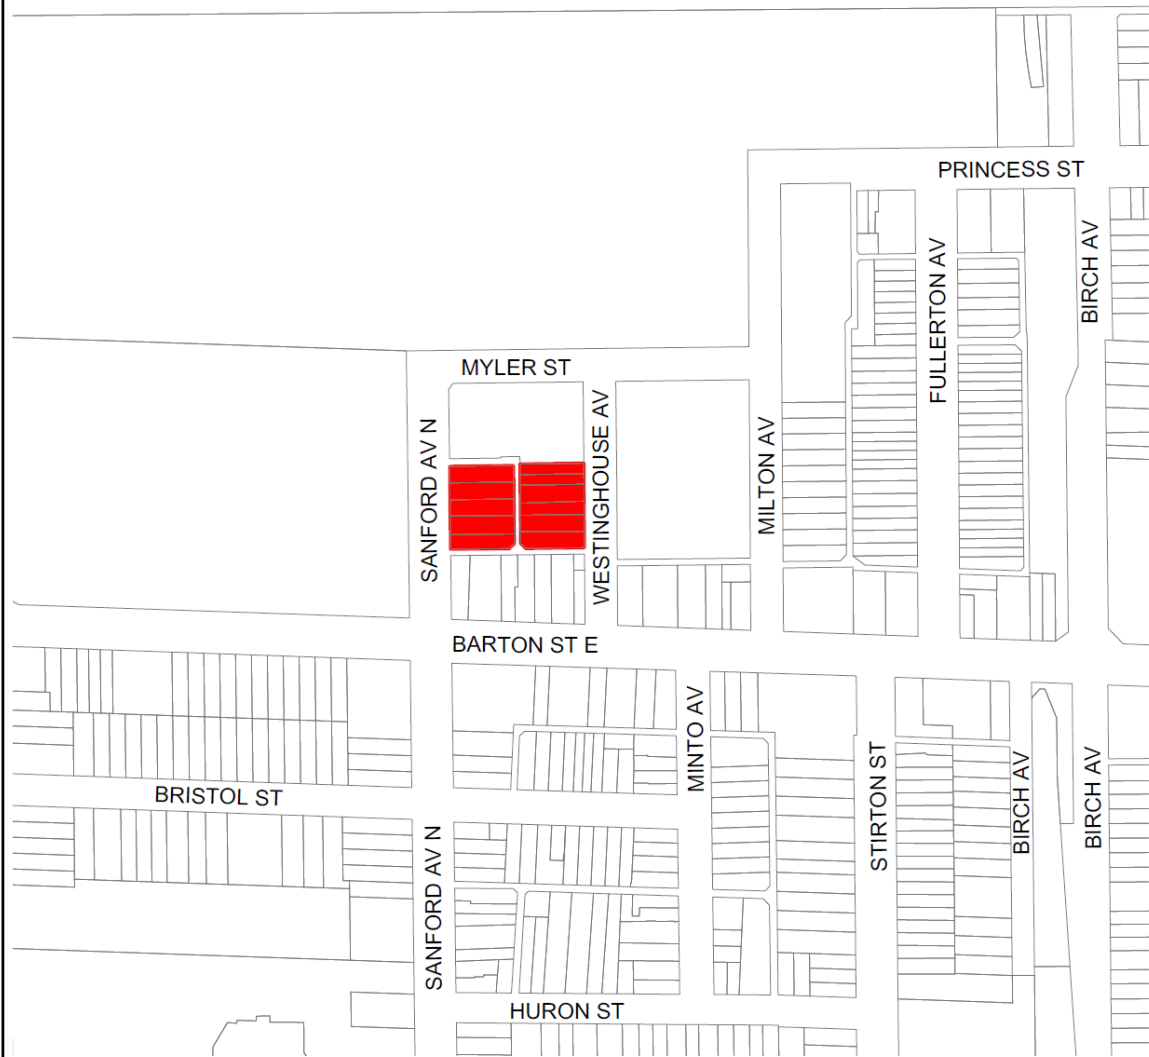 PRINCESS ST
BIRCH AV
FULLERTON AV
MYLER ST
WESTINGHOUSE AV
SANFORD AV N
MILTON AV
BARTON ST E
MINTO AV
STIRTON ST
BIRCH AV
BIRCH AV
BRISTOL ST
SANFORD AV N
HURON ST